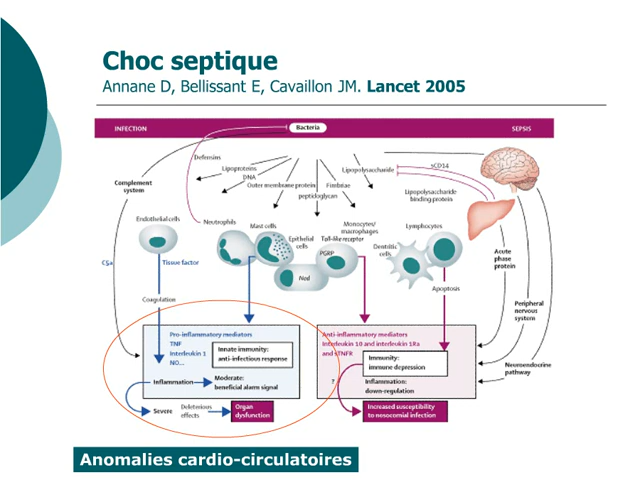 Choc septique
Annane D, Bellissant E, Cavaillon JM. Lancet 2005
INFECTION
Bacteria
SEPSIS
Defensins
Lipoproteins
DNA
Outer membrane protein
peptidoglycan
Fimbriae
Lipopolysaccharide
sCD14
Lipopolysaccharide
binding protein
Complement
system
Endothelial cells
Neutrophils
Mast cells
Epithelial
cells
Monocytes/
macrophages
Toll-like receptor
PGRP
Nod
Dendritic
cells
Lymphocytes
Acute
phase
protein
C5a
Tissue factor
Coagulation
Apoptosis
Peripheral
nervous
system
Neuroendocrine
pathway
Pro-inflammatory mediators
TNF
Interleukin 1
NO...
Innate immunity:
anti-infectious response
Inflammation
Moderate:
beneficial alarm signal
Severe
Deleterious
effects
Organ
dysfunction
Anti-inflammatory mediators
Interleukin 10 and interleukin 1Ra
and sTNFR
Immunity:
immune depression
?
Inflammation:
down-regulation
Increased susceptibility
to nosocomial infection
Anomalies cardio-circulatoires